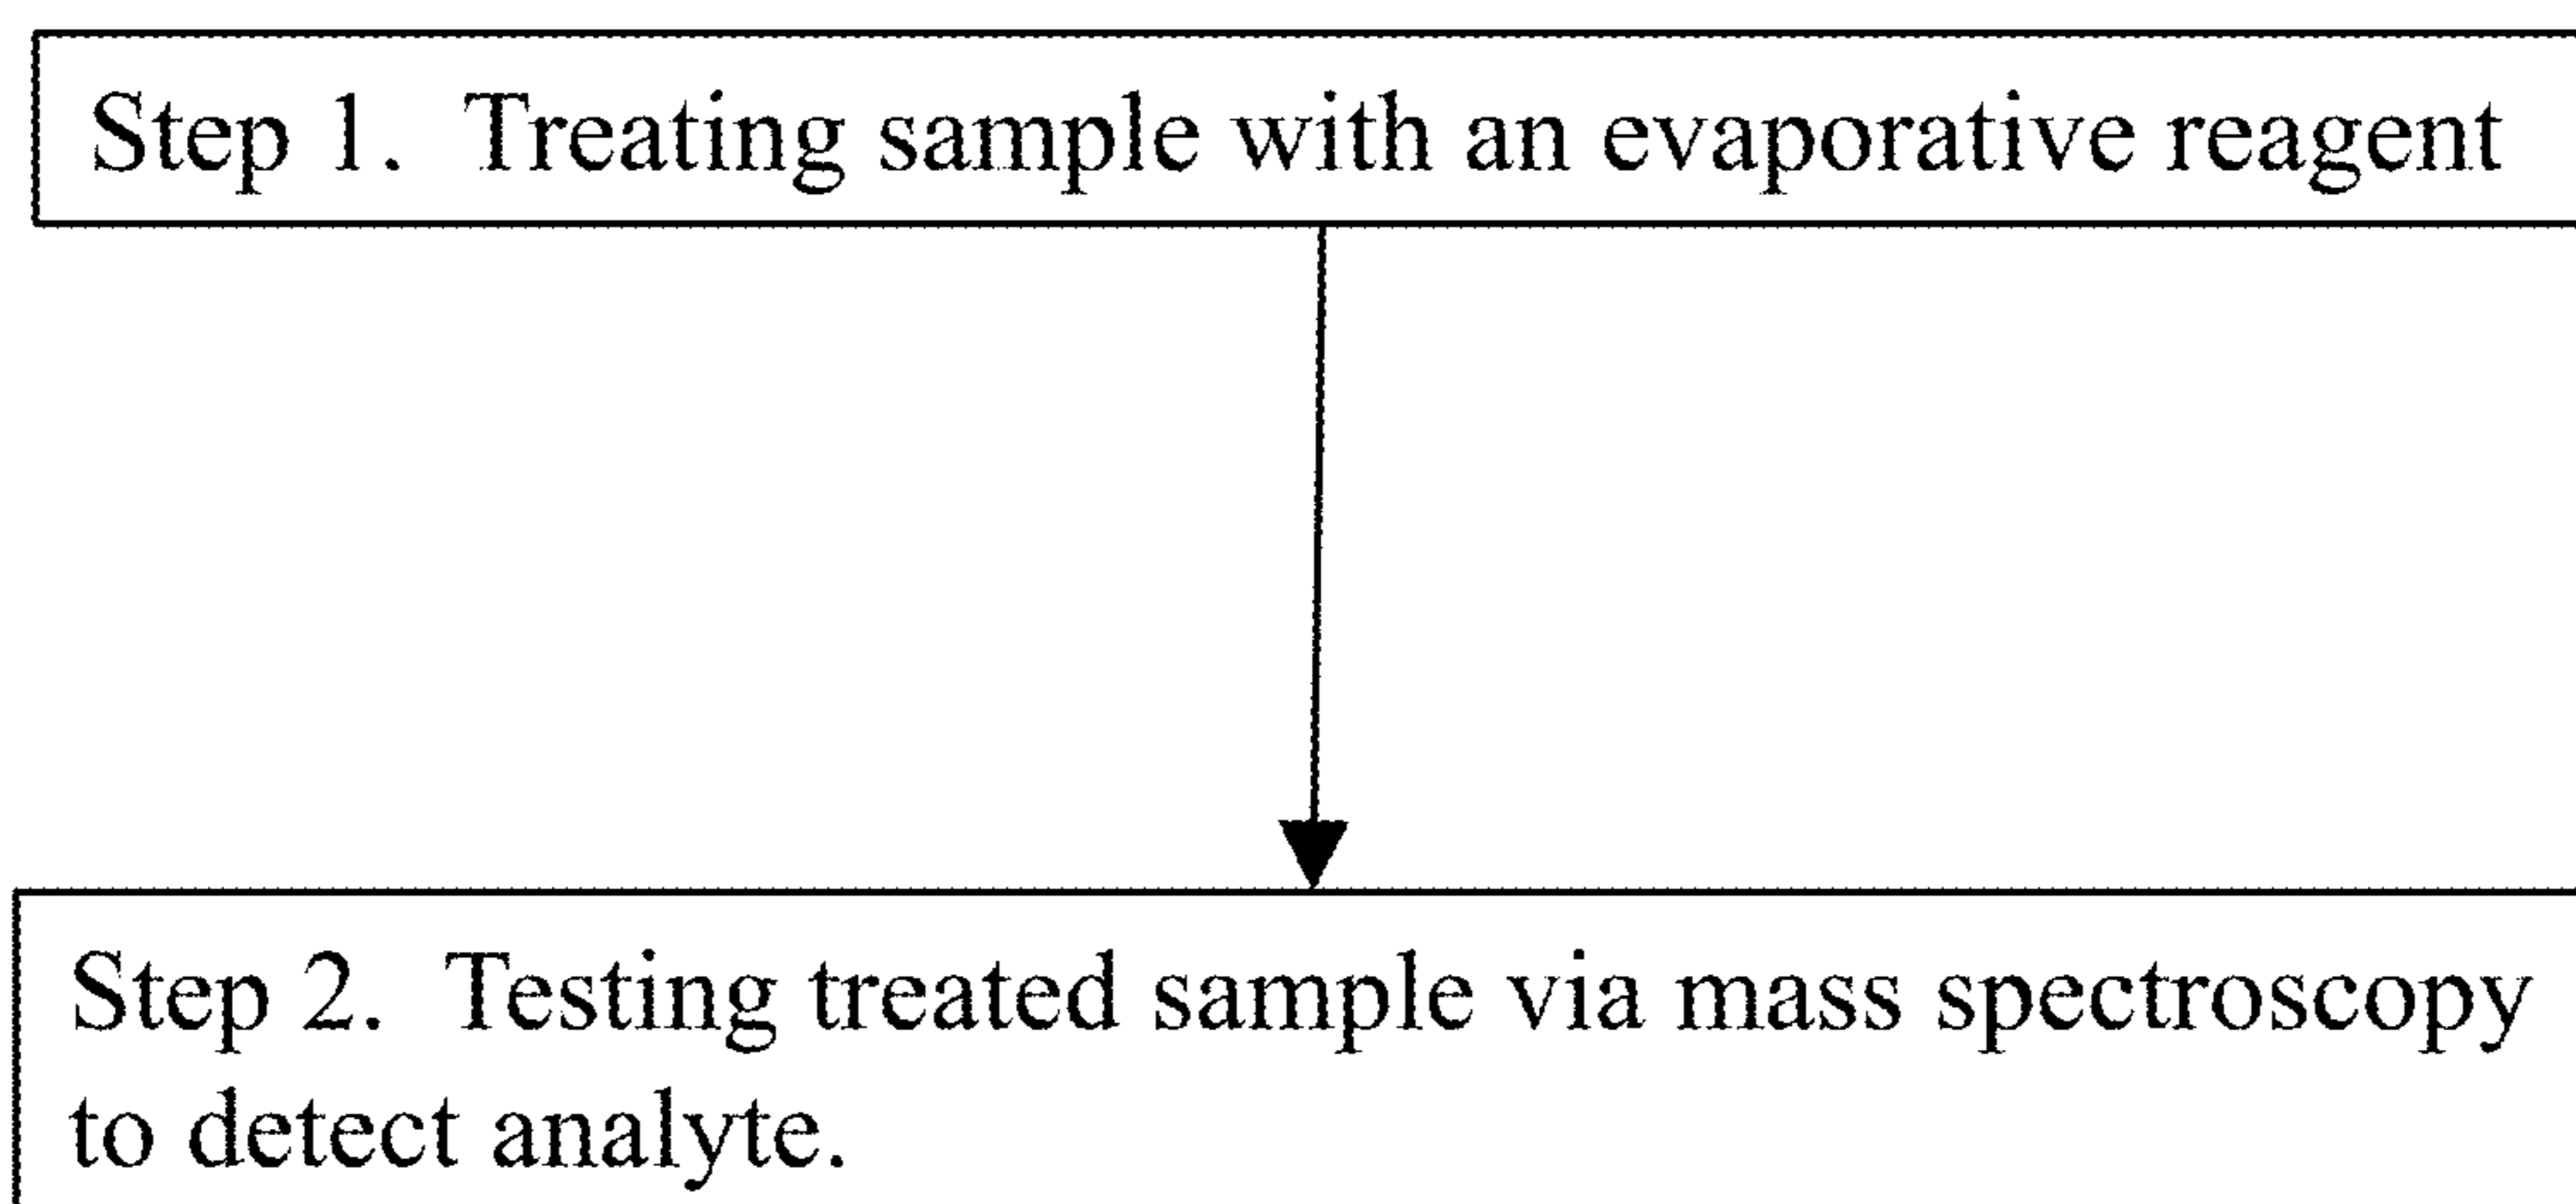 Step 1. Treating sample with an evaporative reagent
Step 2. Testing treated sample via mass spectroscopy
to detect analyte.